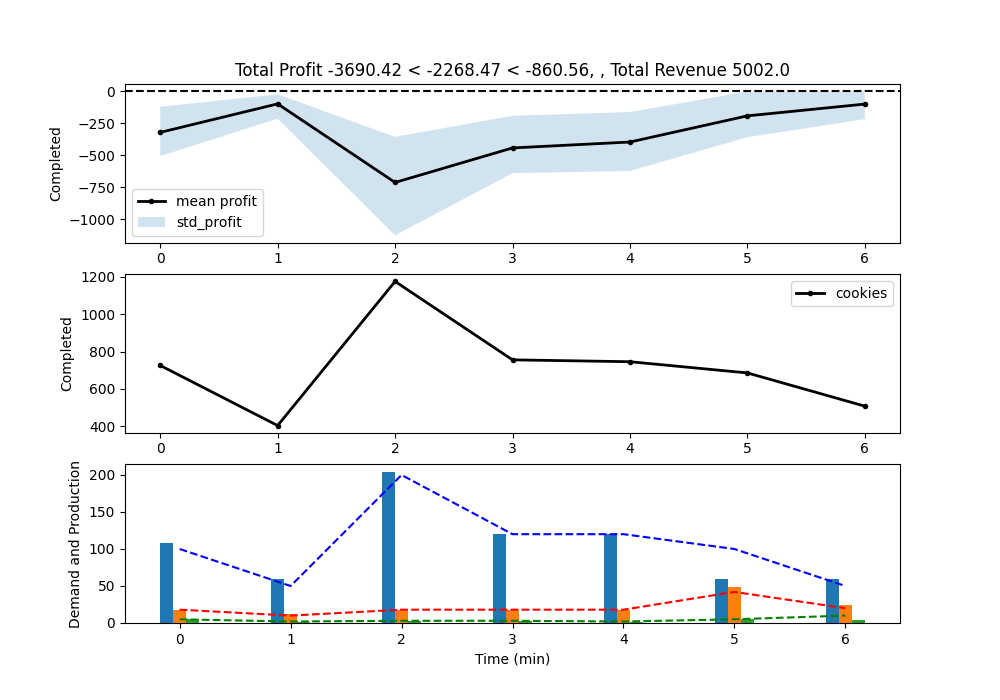 Total Profit -3690.42 < -2268.47 < -860.56, , Total Revenue 5002.0
Completed
0
−250
−500
−750
−1000
mean profit
std_profit
0 1 2 3 4 5 6
Completed
1200
1000
800
600
400
cookies
0 1 2 3 4 5 6
Demand and Production
200
150
100
50
0
0 1 2 3 4 5 6
Time (min)